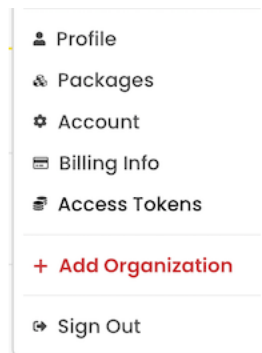 Profile
Packages
Account
Billing Info
Access Tokens
+ Add Organization
Sign Out